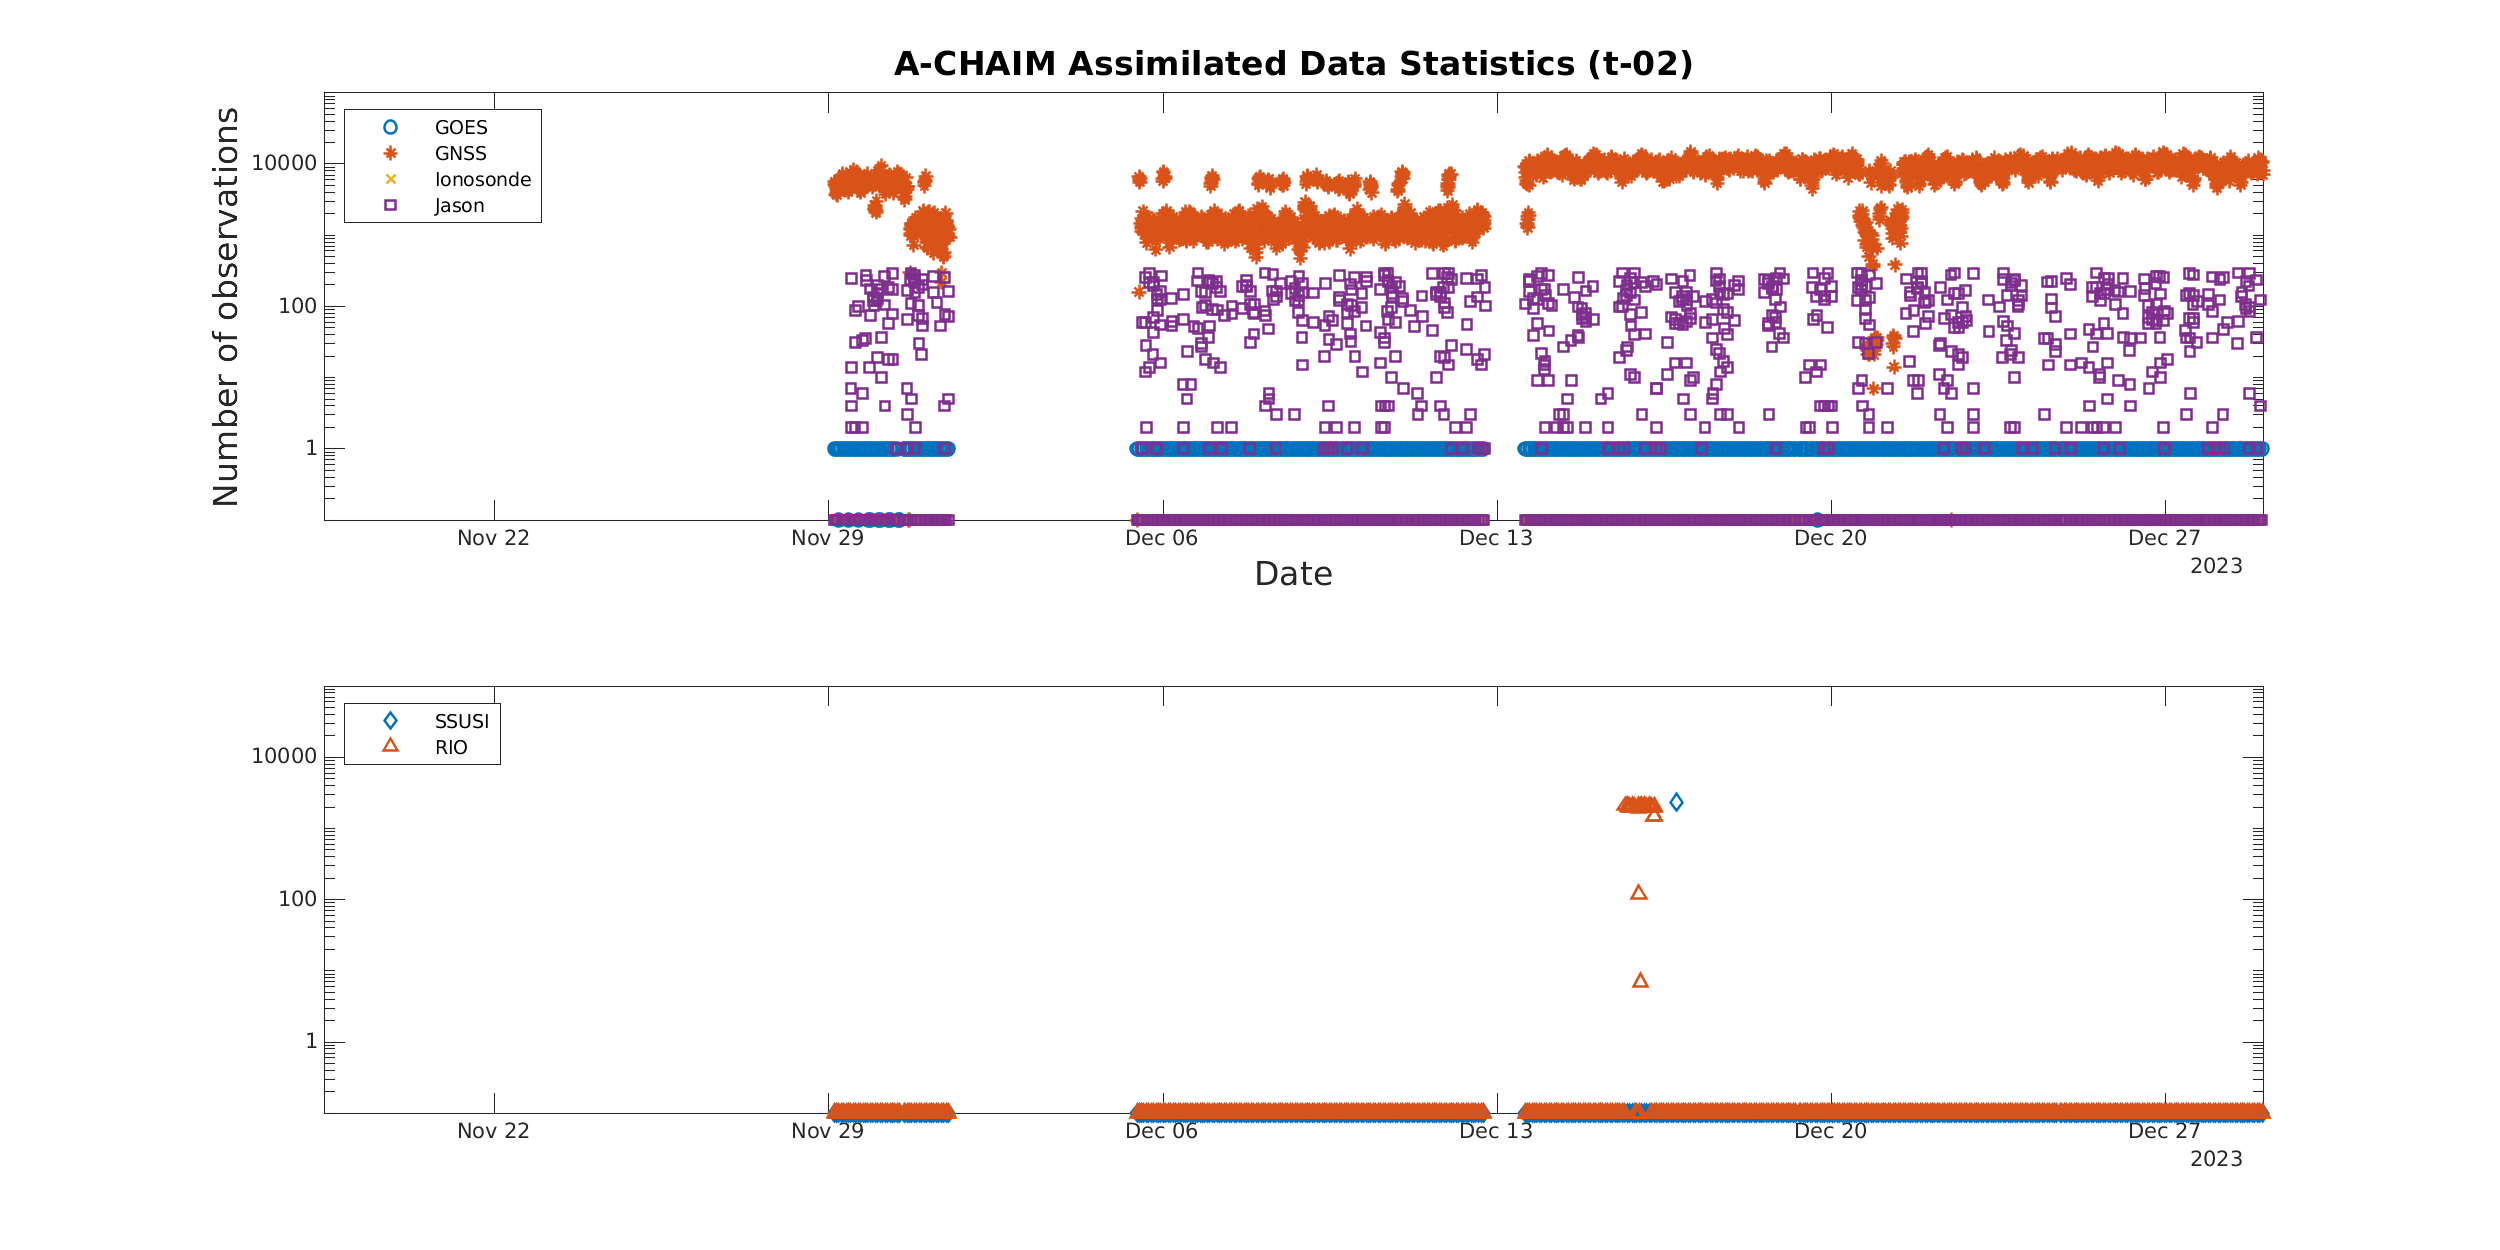 A-CHAIM Assimilated Data Statistics (t-02)
Number of observations
10000
100
1
GOES
GNSS
Ionosonde
Jason
Nov 22
Nov 29
Dec 06
Dec 13
Dec 20
Dec 27
2023
Date
10000
100
1
SSUSI
RIO
Nov 22
Nov 29
Dec 06
Dec 13
Dec 20
Dec 27
2023